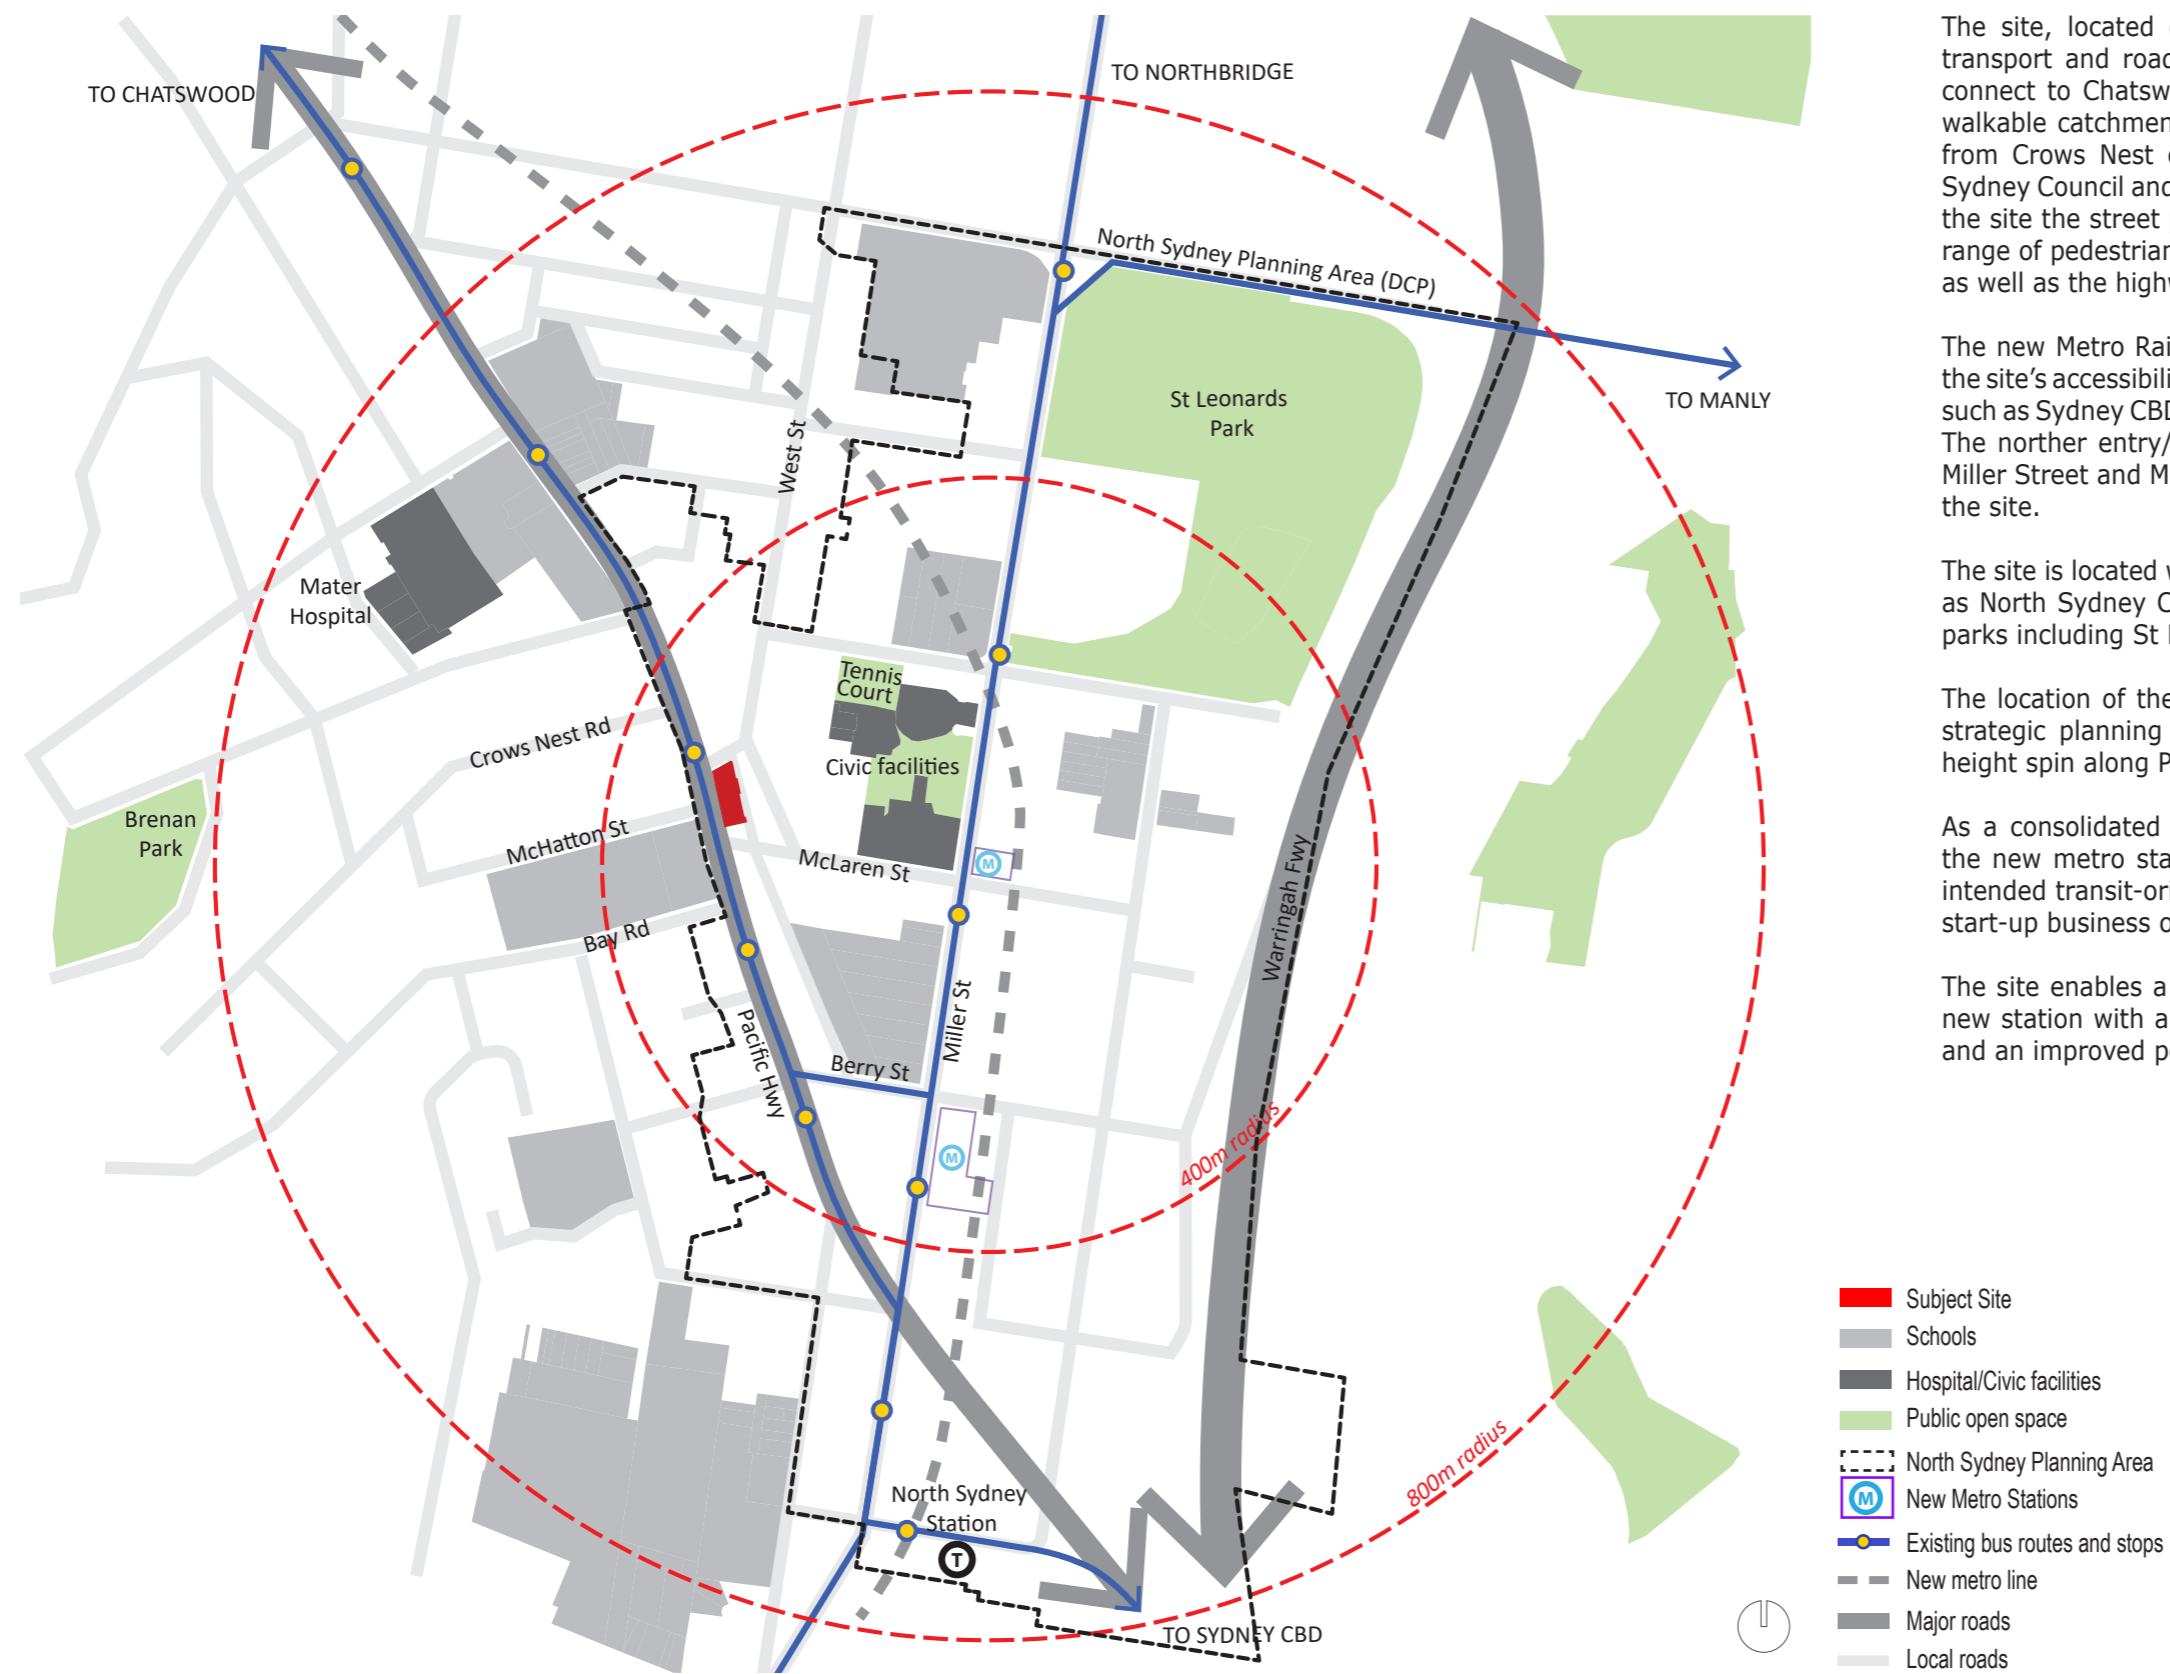 TO CHATSWOOD
TO NORTHBRIDGE
North Sydney Planning Area (DCP)
TO MANLY
St Leonards
Park
West St
Mater
Hospital
Tennis
Court
Crows Nest Rd
Civic facilities
Brenan
Park
McHatton St
McLaren St
M
Bay Rd
Warringah Fwy
Miller St
Pacific Hwy
Berry St
M
400m radius
800m radius
North Sydney
Station
T
TO SYDNEY CBD
The site, located
transport and road
connect to Chatsw
walkable catchmen
from Crows Nest
Sydney Council and
the site the street
range of pedestrian
as well as the highw
The new Metro Rai
the site's accessibili
such as Sydney CBD
The norther entry/
Miller Street and M
the site.
The site is located w
as North Sydney C
parks including St
The location of the
strategic planning
height spin along P
As a consolidated
the new metro sta
intended transit-ori
start-up business o
The site enables a
new station with a
and an improved p
Subject Site
Schools
Hospital/Civic facilities
Public open space
North Sydney Planning Area
M New Metro Stations
Existing bus routes and stops
New metro line
Major roads
Local roads